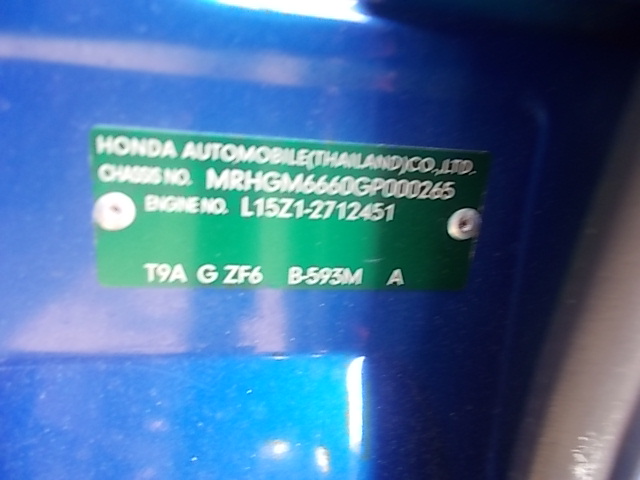 HONDA AUTOMOBILE(THAILAND)CO.,LTD.
CHASSIS NO. MRHGM6660GP000265
ENGINE NO. L15Z1-2712451
T9A G ZF6 B-593M A